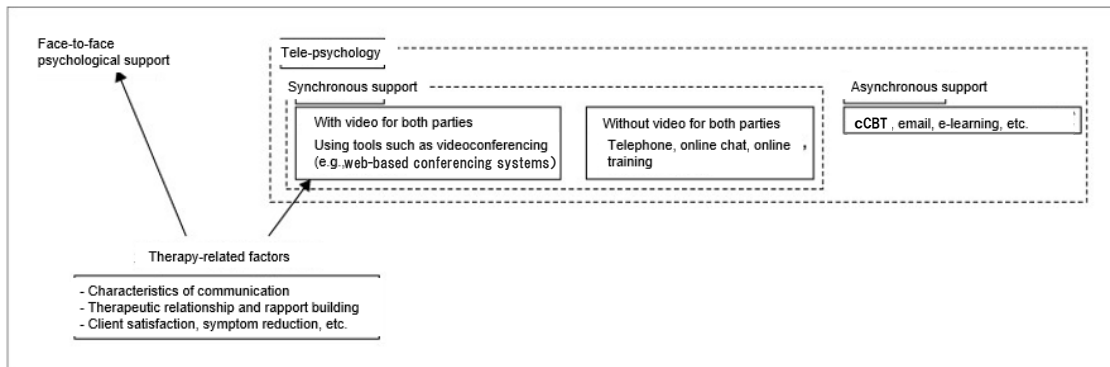 Face-to-face
psychological support
Tele-psychology
Synchronous support
With video for both parties
Using tools such as videoconferencing
(e.g.,web-based conferencing systems)
Without video for both parties
Telephone, online chat, online ,
training
Asynchronous support
cCBT , email, e-learning, etc.
Therapy-related factors
- Characteristics of communication
- Therapeutic relationship and rapport building
- Client satisfaction, symptom reduction, etc.